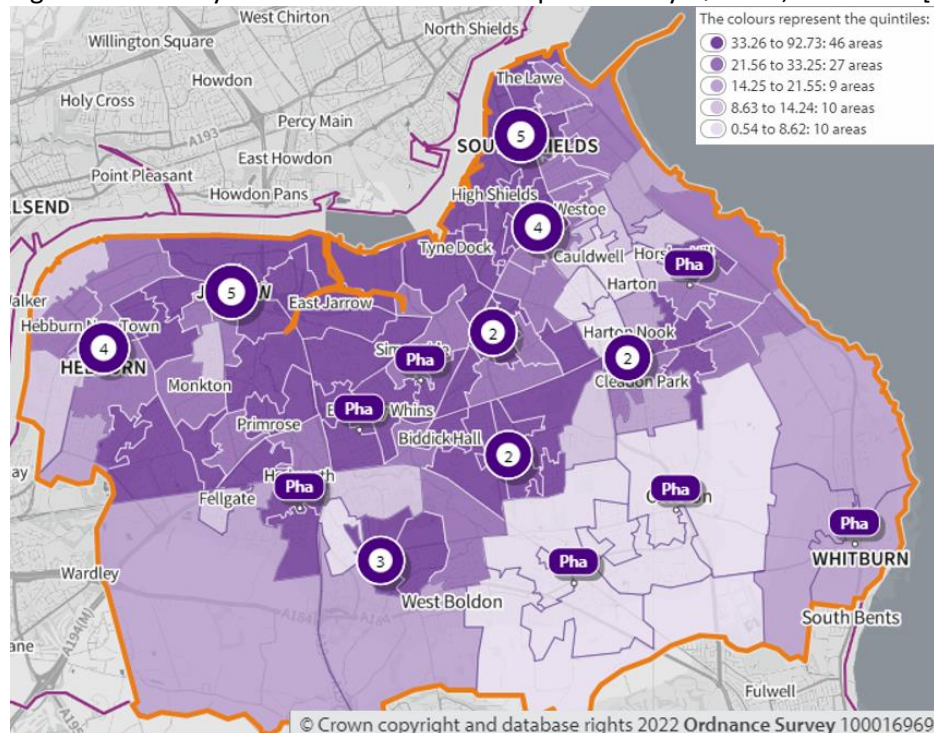 West Chirton
North Shields
Willington Square
Howdon
The Lawe
Holy Cross
Percy Main
A193
5
East Howdon
Point Pleasant
High Shields
Howdon Pans
Westoe
4
Tyne Dock
Cauldwell
Pha
Harton
5
East Jarrow
2
Harton Nook
4
Pha
2
Monkton
Cleadon Park
Pha
Whins
Primrose
Biddick Hall
2
Pha
Pha
Fellgate
Pha
WHITBURN
3
Pha
Wardley
West Boldon
A184
A194(M)
South Bents
Fulwell
The colours represent the quintiles:
33.26 to 92.73: 46 areas
21.56 to 33.25: 27 areas
14.25 to 21.55: 9 areas
8.63 to 14.24: 10 areas
0.54 to 8.62: 10 areas
© Crown copyright and database rights 2022 Ordnance Survey 100016969